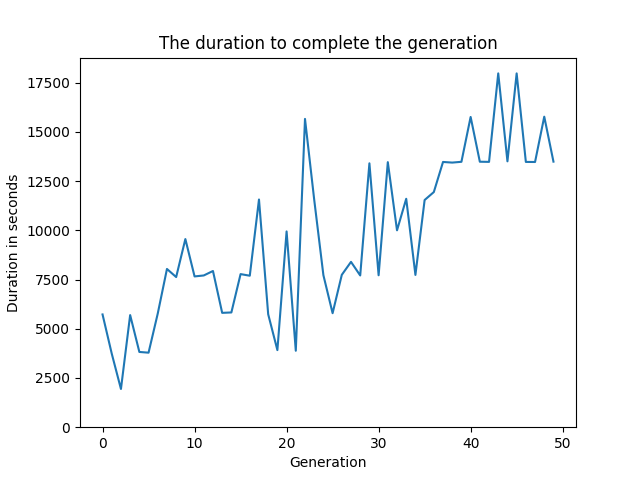 The duration to complete the generation
17500
15000
12500
10000
7500
5000
2500
0
Duration in seconds
0 10 20 30 40 50
Generation